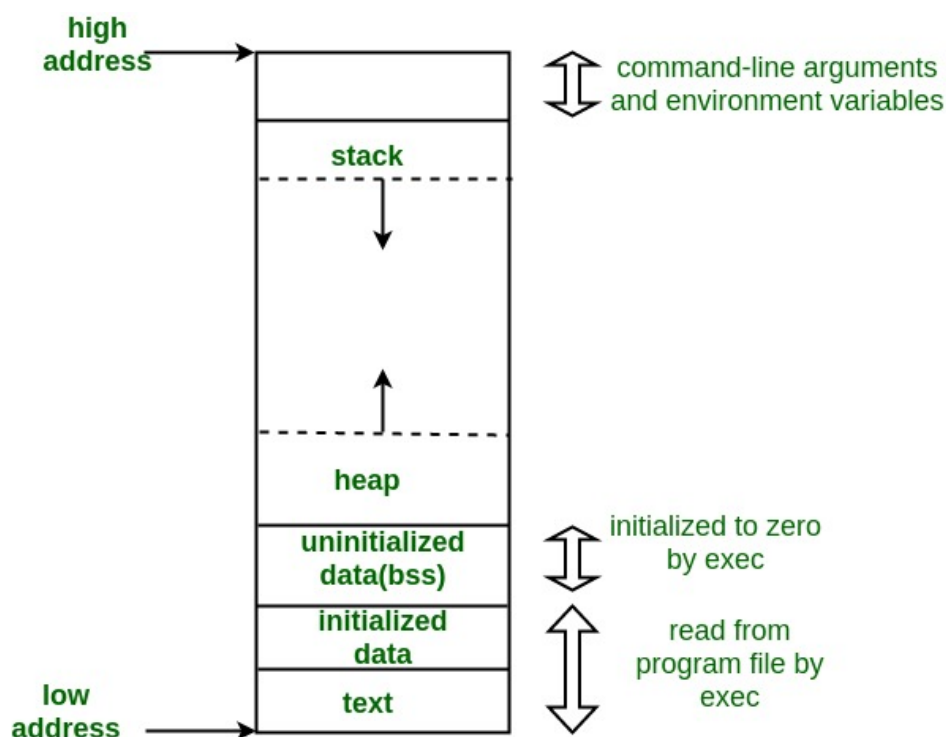 high
address
command-line arguments
and environment variables
stack
heap
uninitialized
data(bss)
initialized to zero
by exec
initialized
data
read from
program file by
exec
text
low
address